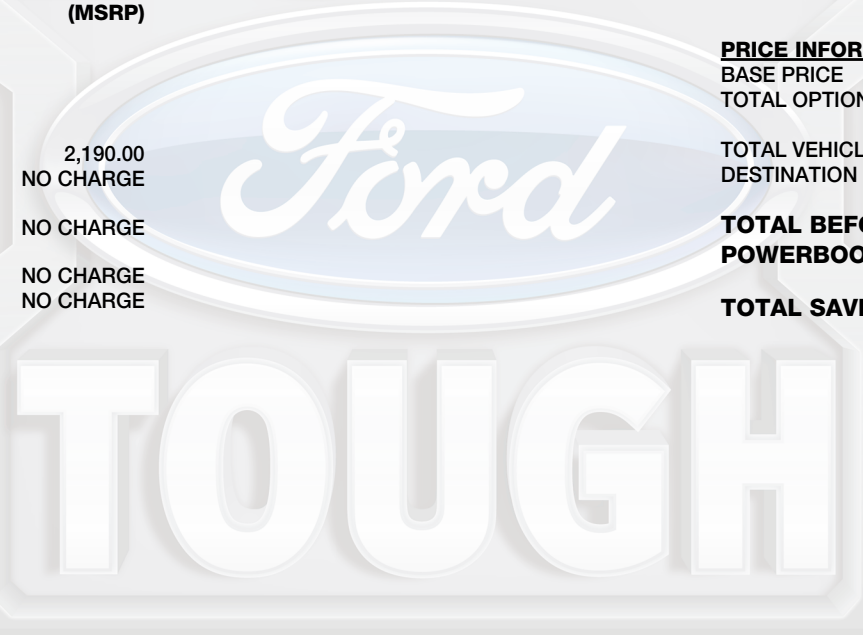 (MSRP)
2,190.00
NO CHARGE
NO CHARGE
NO CHARGE
NO CHARGE
PRICE INFOR
BASE PRICE
TOTAL OPTION
TOTAL VEHICL
DESTINATION
TOTAL BEFO
POWERBOO
TOTAL SAVI
Ford
TOUGH